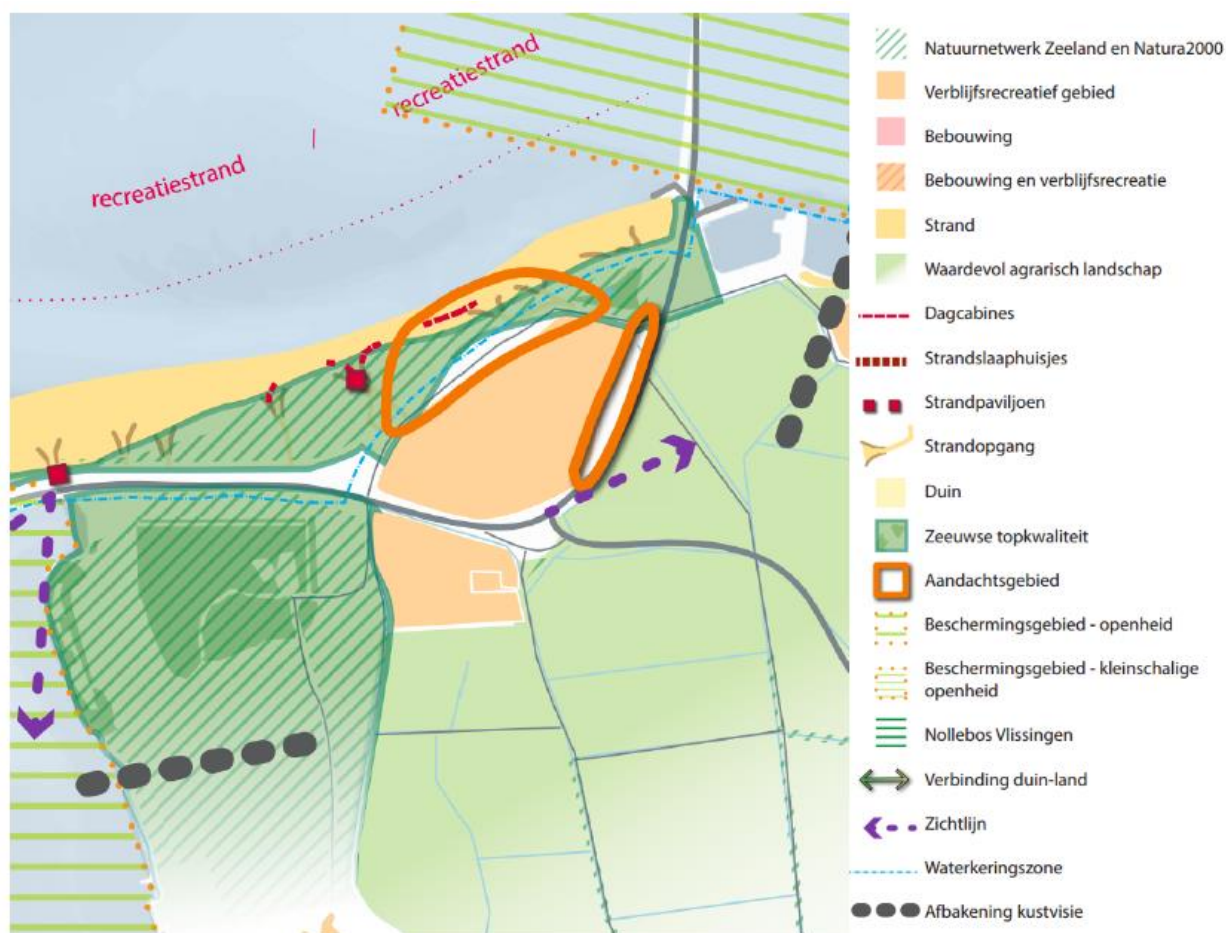 recreatiestrand
recreatiestrand
Natuurnetwerk Zeeland en Natura2000
Verblijfsrecreatief gebied
Bebouwing
Bebouwing en verblijfsrecreatie
Strand
Waardevol agrarisch landschap
Dagcabines
Strandslaaphuisjes
Strandpaviljoen
Strandopgang
Duin
Zeeuwse topkwaliteit
Aandachtsgebied
Beschermingsgebied - openheid
Beschermingsgebied - kleinschalige
openheid
Nollebos Vlissingen
Verbinding duin-land
Zichtlijn
Waterkeringszone
Afbakening kustvisie